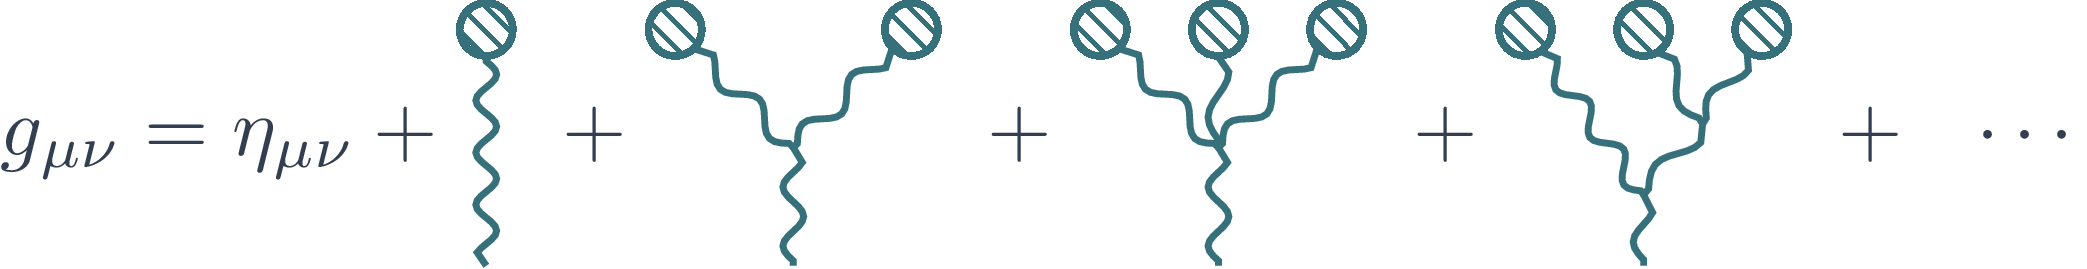 g_{μν} = η_{μν} + + + + + ⋯